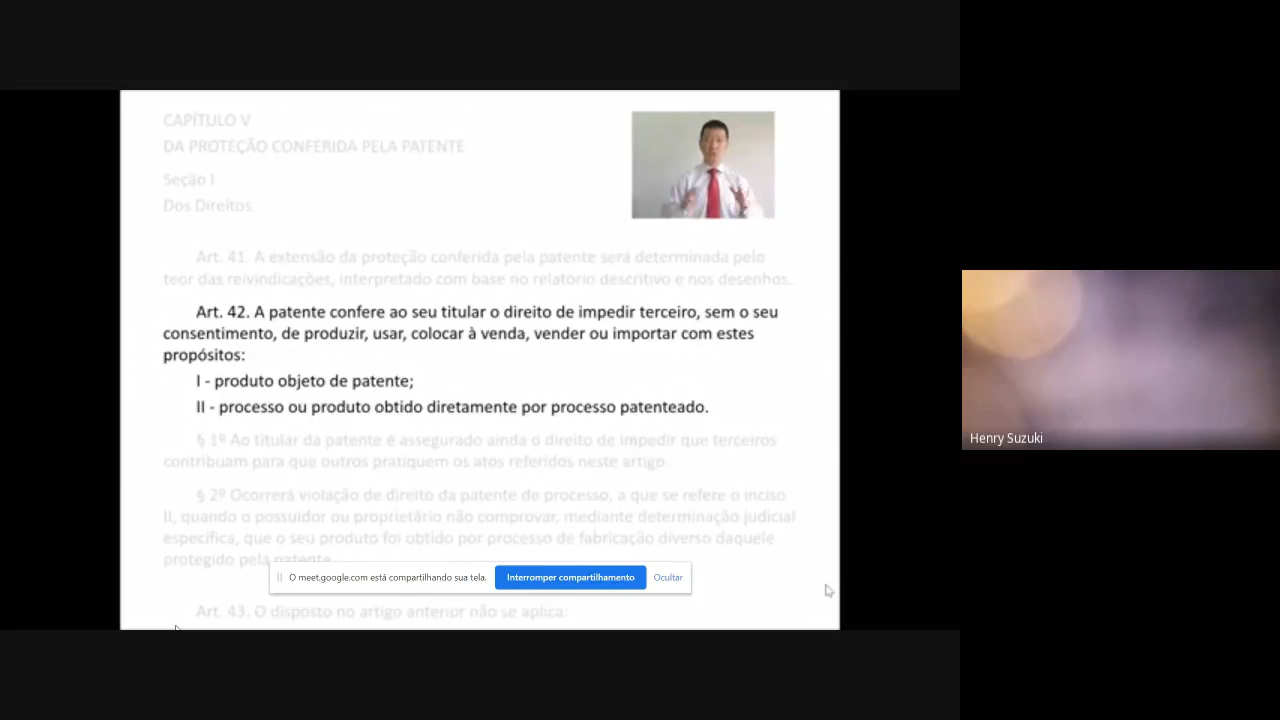 CAPÍTULO V
DA PROTEÇÃO CONFERIDA PELA PATENTE
Seção I
Dos Direitos
Art. 41. A extensão da proteção conferida pela patente será determinada pelo
teor das reivindicações, interpretado com base no relatório descritivo e nos desenhos.
Art. 42. A patente confere ao seu titular o direito de impedir terceiro, sem o seu
consentimento, de produzir, usar, colocar à venda, vender ou importar com estes
propósitos:
I - produto objeto de patente;
II - processo ou produto obtido diretamente por processo patenteado.
§ 1º Ao titular da patente é assegurado ainda o direito de impedir que terceiros
contribuam para que outros pratiquem os atos referidos neste artigo.
§ 2º Ocorrerá violação de direito da patente de processo, a que se refere o inciso
II, quando o possuidor ou proprietário não comprovar, mediante determinação judicial
específica, que o seu produto foi obtido por processo de fabricação diverso daquele
protegido pela patente.
O meet.google.com está compartilhando sua tela. Interromper compartilhamento Ocultar
Art. 43. O disposto no artigo anterior não se aplica:
Henry Suzuki